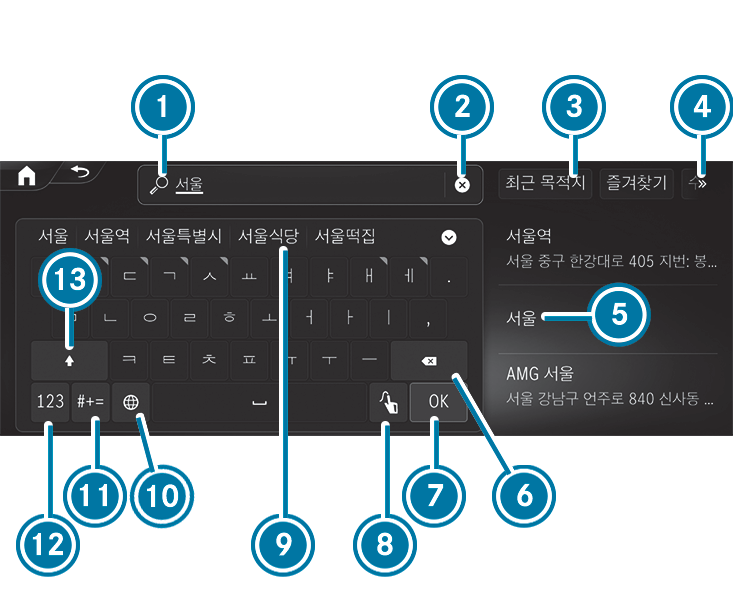 1 2 3 4
서울 최근 목적지 즐겨찾기
서울 서울역 서울특별시 서울식당 서울떡집 서울역
서울 중구 한강대로 405 지번: 봉...
13 ㄷ ㄱ ㅅ ㅛ ㅑ ㅐ ㅔ .
ㄴ ㅇ ㄹ ㅎ ㅗ ㅓ ㅏ ㅣ , 서울 5
ㅋ ㅌ ㅊ ㅍ ㅜ ㅡ AMG 서울
123 #+= OK 서울 강남구 언주로 840 신사동 ...
11 10 7 6
12 9 8